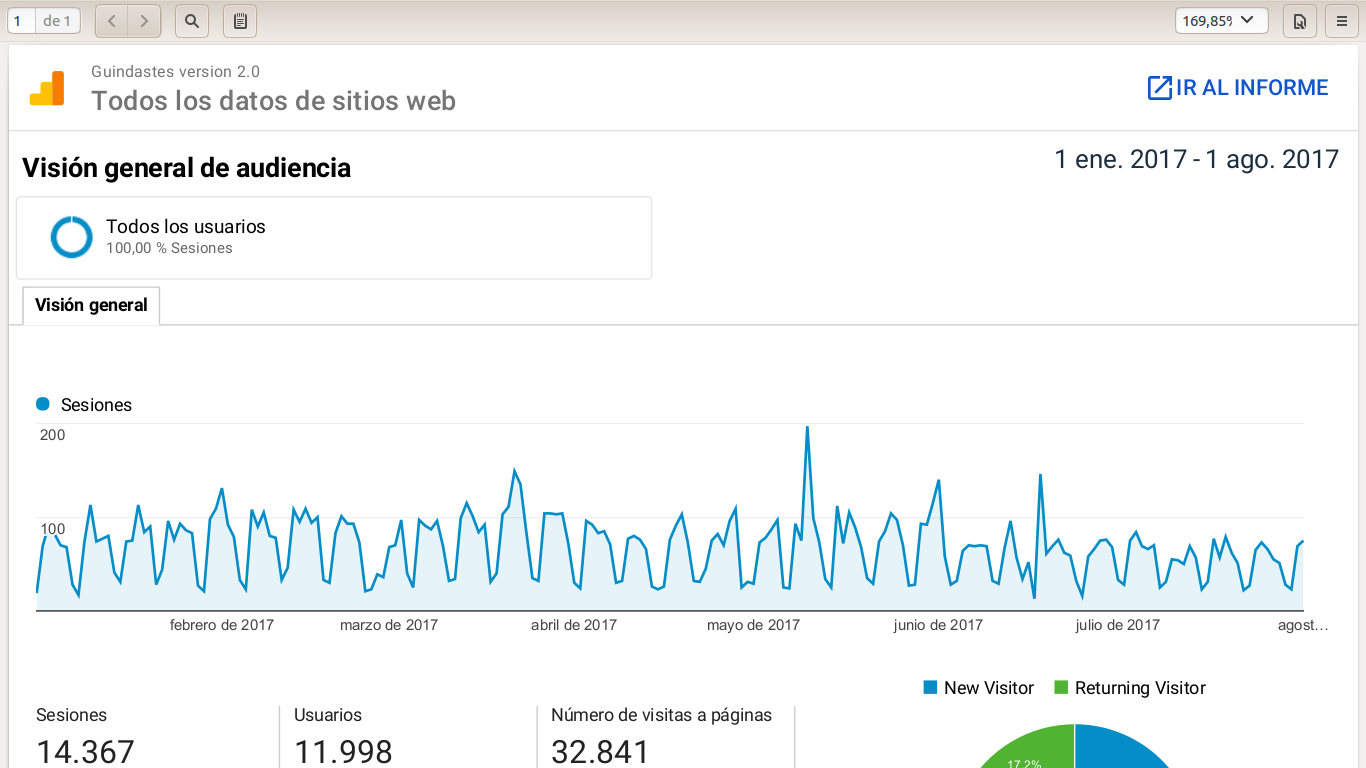 1 de 1
169,85%
Guindastes version 2.0
Todos los datos de sitios web
IR AL INFORME
Visión general de audiencia
1 ene. 2017 - 1 ago. 2017
Todos los usuarios
100,00 % Sesiones
Visión general
Sesiones
200
100
febrero de 2017 marzo de 2017 abril de 2017 mayo de 2017 junio de 2017 julio de 2017 agost…
New Visitor Returning Visitor
Sesiones Usuarios Número de visitas a páginas
14.367 11.998 32.841
17.2%